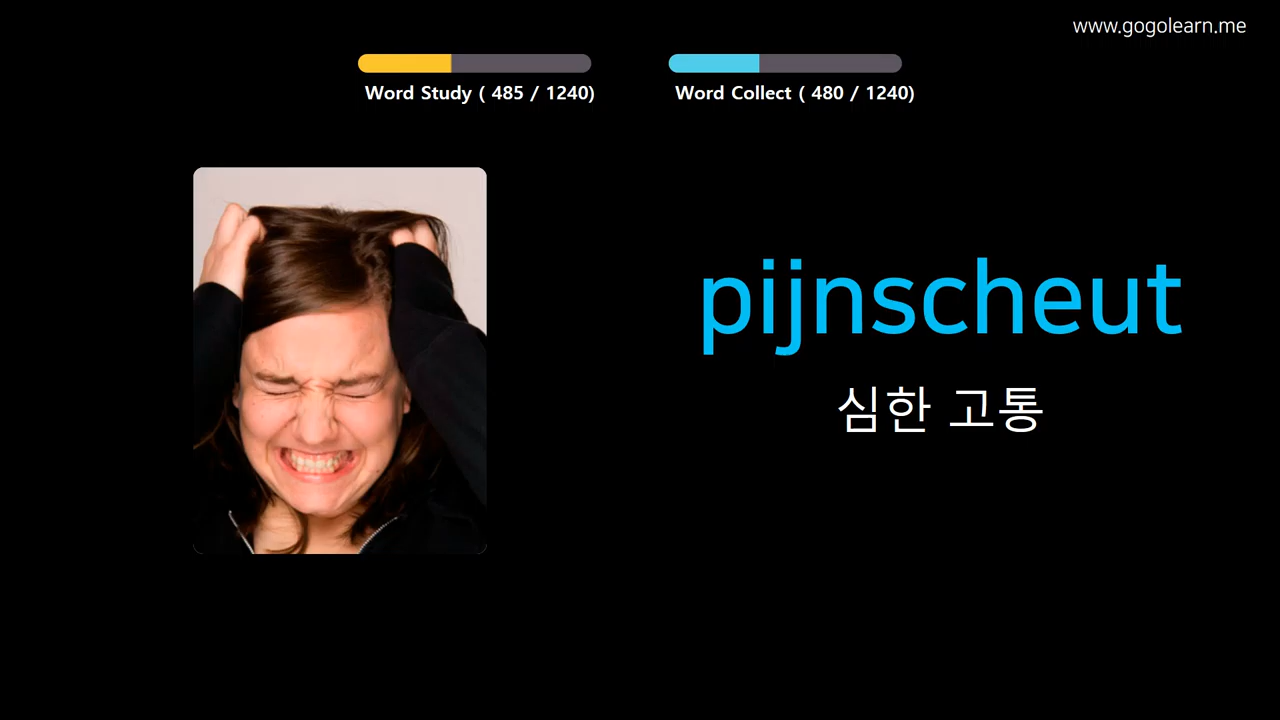 www.gogolearn.me
Word Study ( 485 / 1240)
Word Collect ( 480 / 1240)
pijnscheut
심한 고통